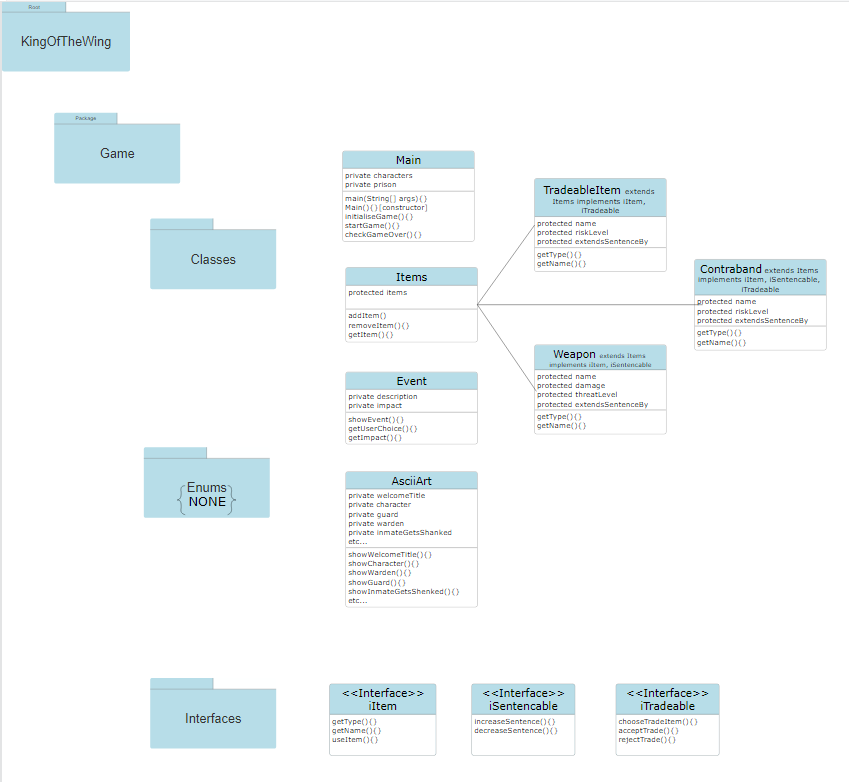 Root
KingOfTheWing
Package
Game
Classes
Main
private characters
private prison
main(String[] args){}
Main(){}[constructor]
initialiseGame(){}
startGame(){}
checkGameOver(){}
Items
protected items
addItem()
removeItem(){}
getItem(){}
TradeableItem extends
Items implements iItem,
iTradeable
protected name
protected riskLevel
protected extendsSentenceBy
getType(){}
getName(){}
Contraband extends Items
implements iItem, iSentencable,
iTradeable
protected name
protected riskLevel
protected extendsSentenceBy
getType(){}
getName(){}
Weapon extends Items
implements iItem, iSentencable
protected name
protected damage
protected threatLevel
protected extendsSentenceBy
getType(){}
getName(){}
Event
private description
private impact
showEvent(){}
getUserChoice(){}
getImpact(){}
Enums
{NONE}
AsciiArt
private welcomeTitle
private character
private guard
private warden
private inmateGetsShanked
etc...
showWelcomeTitle(){}
showCharacter(){}
showWarden(){}
showGuard(){}
showInmateGetsShenked(){}
etc...
Interfaces
<<Interface>>
iItem
getType(){}
getName(){}
useItem(){}
<<Interface>>
iSentencable
increaseSentence(){}
decreaseSentence(){}
<<Interface>>
iTradeable
chooseTradeItem(){}
acceptTrade(){}
rejectTrade(){}